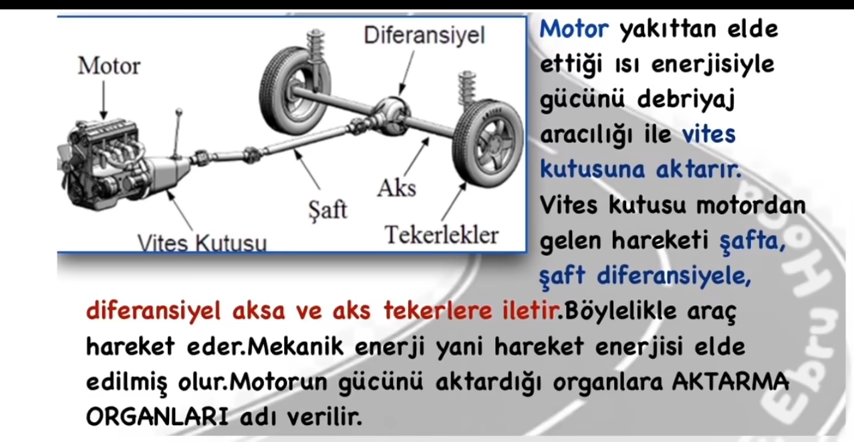 Motor
Diferansiyel
Vites Kutusu
Şaft
Aks
Tekerlekler
Motor yakıttan elde
ettiği ısı enerjisiyle
gücünü debriyaj
aracılığı ile vites
kutusuna aktarır.
Vites kutusu motordan
gelen hareketi şafta,
şaft diferansiyele,
diferansiyel aksa ve aks tekerlere iletir.Böylelikle araç
hareket eder.Mekanik enerji yani hareket enerjisi elde
edilmiş olur.Motorun gücünü aktardığı organlara AKTARMA
ORGANLARI adı verilir.
Ebru Hoca